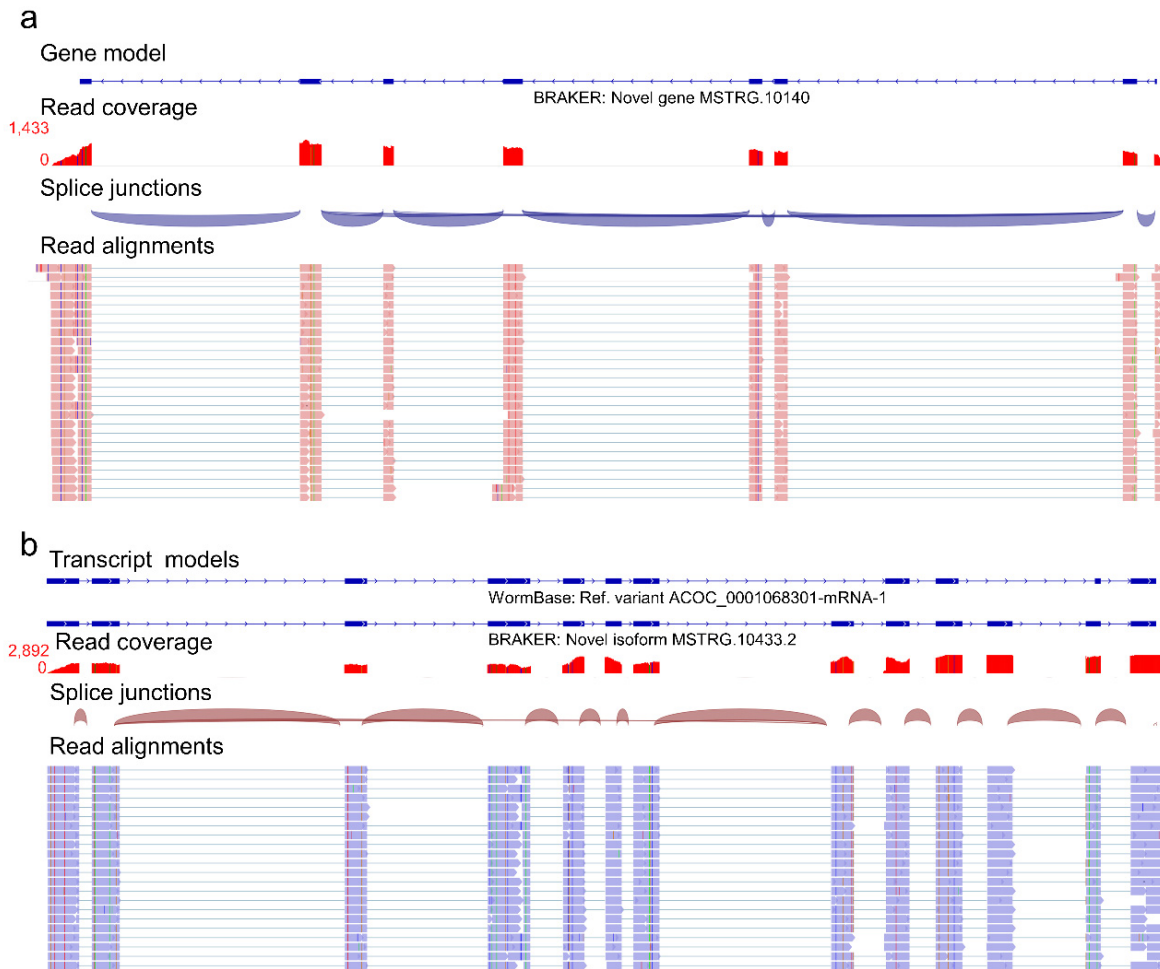 a
Gene model
BRAKER: Novel gene MSTRG.10140
Read coverage
1,433
0
Splice junctions
Read alignments
b
Transcript models
WormBase: Ref. variant ACOC_0001068301-mRNA-1
BRAKER: Novel isoform MSTRG.10433.2
Read coverage
2,892
0
Splice junctions
Read alignments